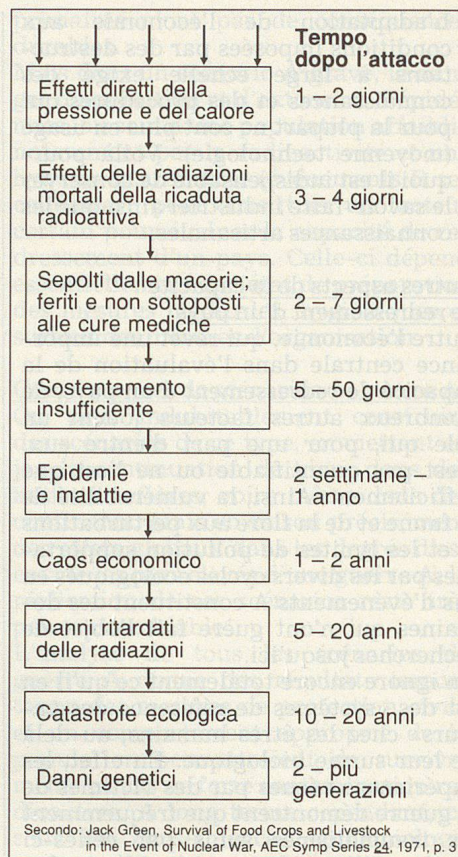 Tempo
dopo l'attacco
Effetti diretti della
pressione e del calore
1 – 2 giorni
Effetti delle radiazioni
(mortali) della ricaduta
radioattiva
3 – 4 giorni
Sepolti dalle macerie;
feriti e non sottoposti
alle cure mediche
2 – 7 giorni
Sostentamento
insufficiente
5 – 50 giorni
Epidemie
e malattie
2 settimane –
1 anno
Caos economico
1 – 2 anni
Danni ritardati
delle radiazioni
5 – 20 anni
Catastrofe ecologica
10 – 20 anni
Danni genetici
2 – più
generazioni
Secondo: Jack Green, Survival of Food Crops and Livestock
in the Event of Nuclear War, AEC Symp Series 24, 1971, p. 3